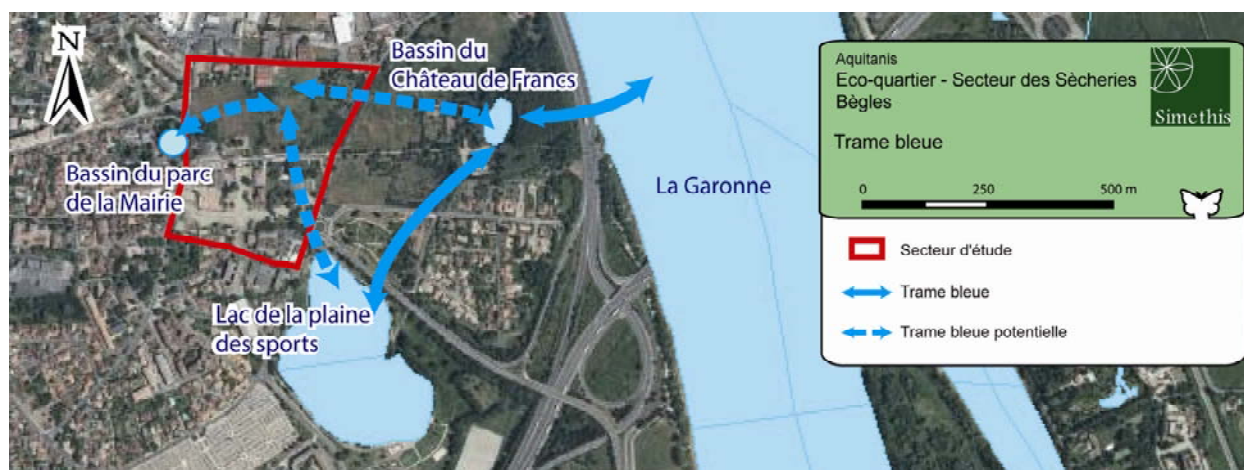 N
Bassin du
Château de Francs
Bassin du parc
de la Mairie
Lac de la plaine
des sports
La Garonne
Aquitanis
Eco-quartier - Secteur des Sècheries
Bègles
Simethis
Trame bleue
0 250 500 m
Secteur d'étude
Trame bleue
Trame bleue potentielle